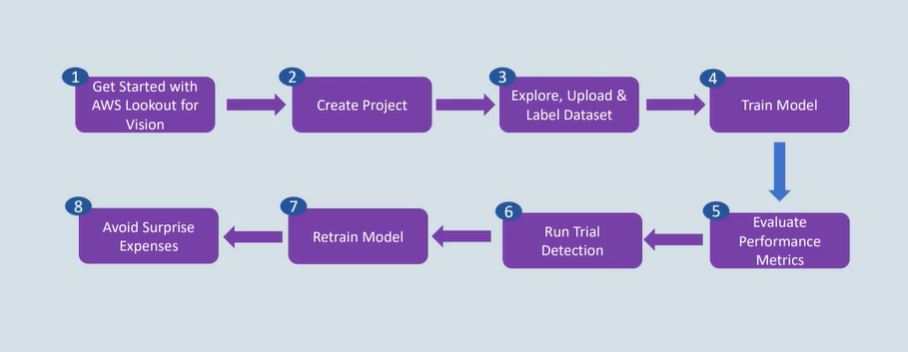 1
Get Started with
AWS Lookout for
Vision
2
Create Project
3
Explore, Upload &
Label Dataset
4
Train Model
5
Evaluate
Performance
Metrics
6
Run Trial
Detection
7
Retrain Model
8
Avoid Surprise
Expenses